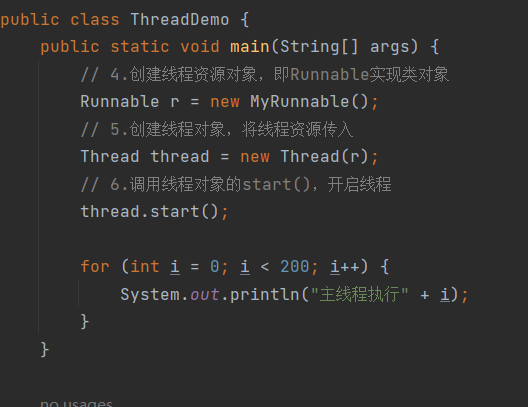 public class ThreadDemo {
public static void main(String[] args) {
// 4.创建线程资源对象，即Runnable实现类对象
Runnable r = new MyRunnable();
// 5.创建线程对象，将线程资源传入
Thread thread = new Thread(r);
// 6.调用线程对象的start()，开启线程
thread.start();
for (int i = 0; i < 200; i++) {
System.out.println("主线程执行" + i);
}
}
no usages